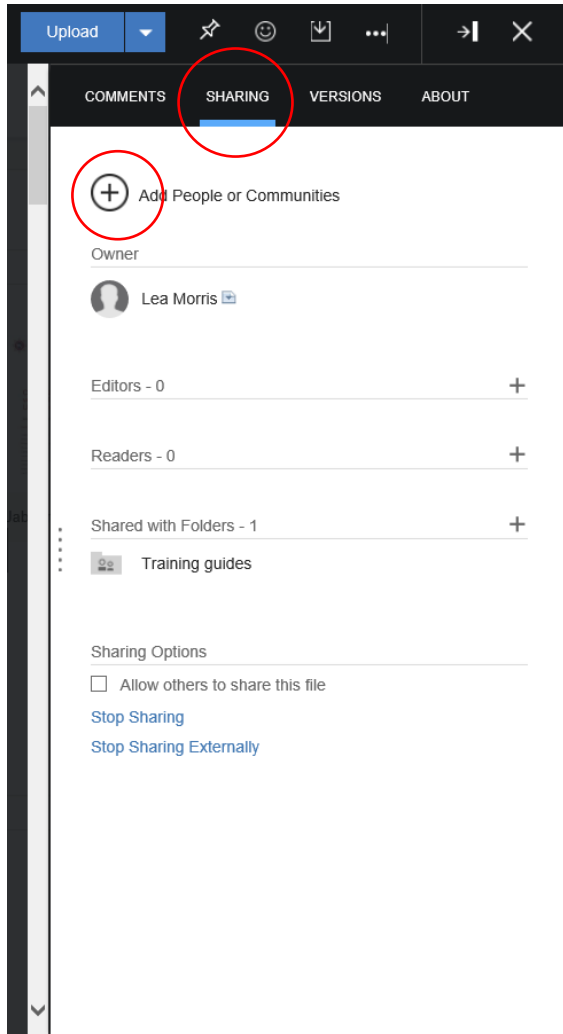 Upload
COMMENTS SHARING VERSIONS ABOUT
Add People or Communities
Owner
Lea Morris
Editors - 0
Readers - 0
Shared with Folders - 1
Training guides
Sharing Options
Allow others to share this file
Stop Sharing
Stop Sharing Externally